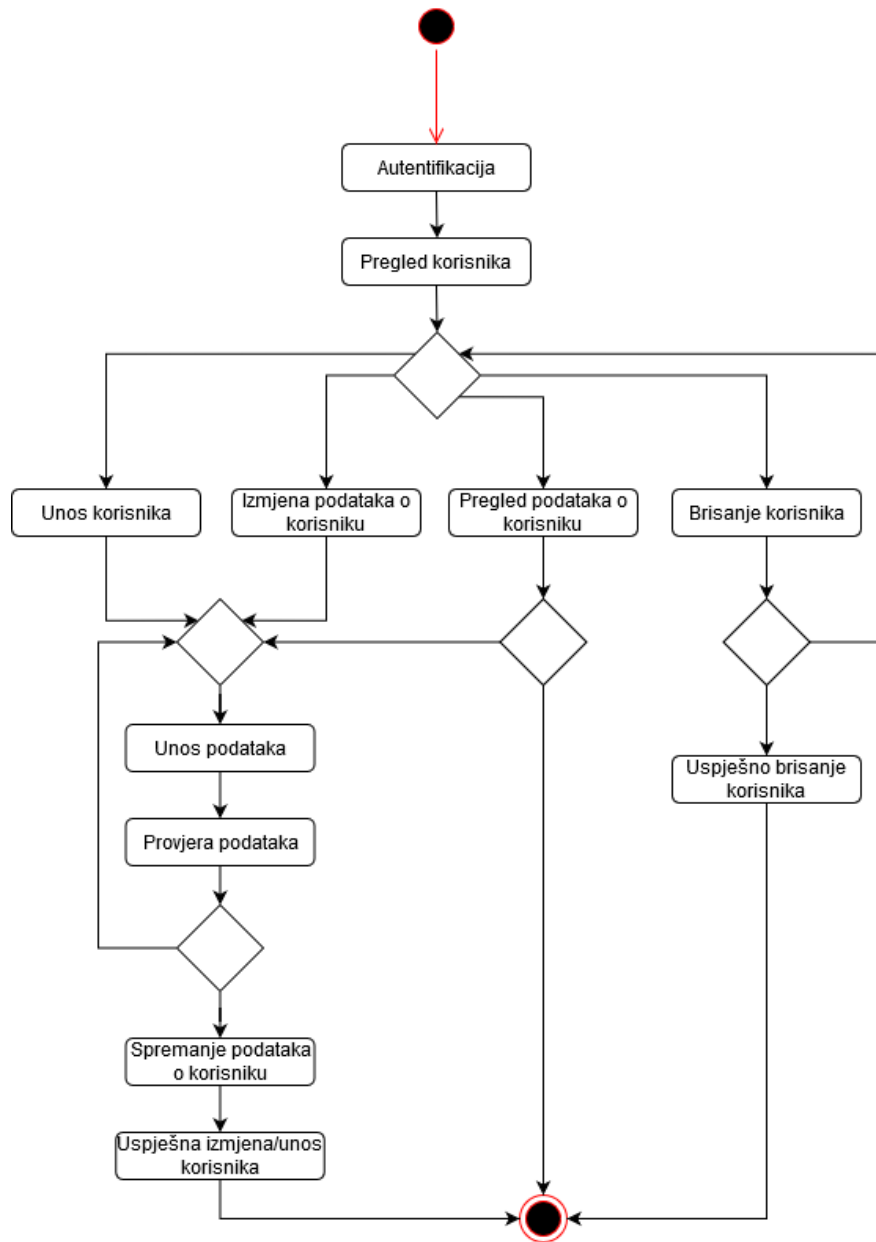 Autentifikacija
Pregled korisnika
Unos korisnika
Izmjena podataka o
korisniku
Pregled podataka o
korisniku
Brisanje korisnika
Unos podataka
Uspješno brisanje
korisnika
Provjera podataka
Spremanje podataka
o korisniku
Uspješna izmjena/unos
korisnika